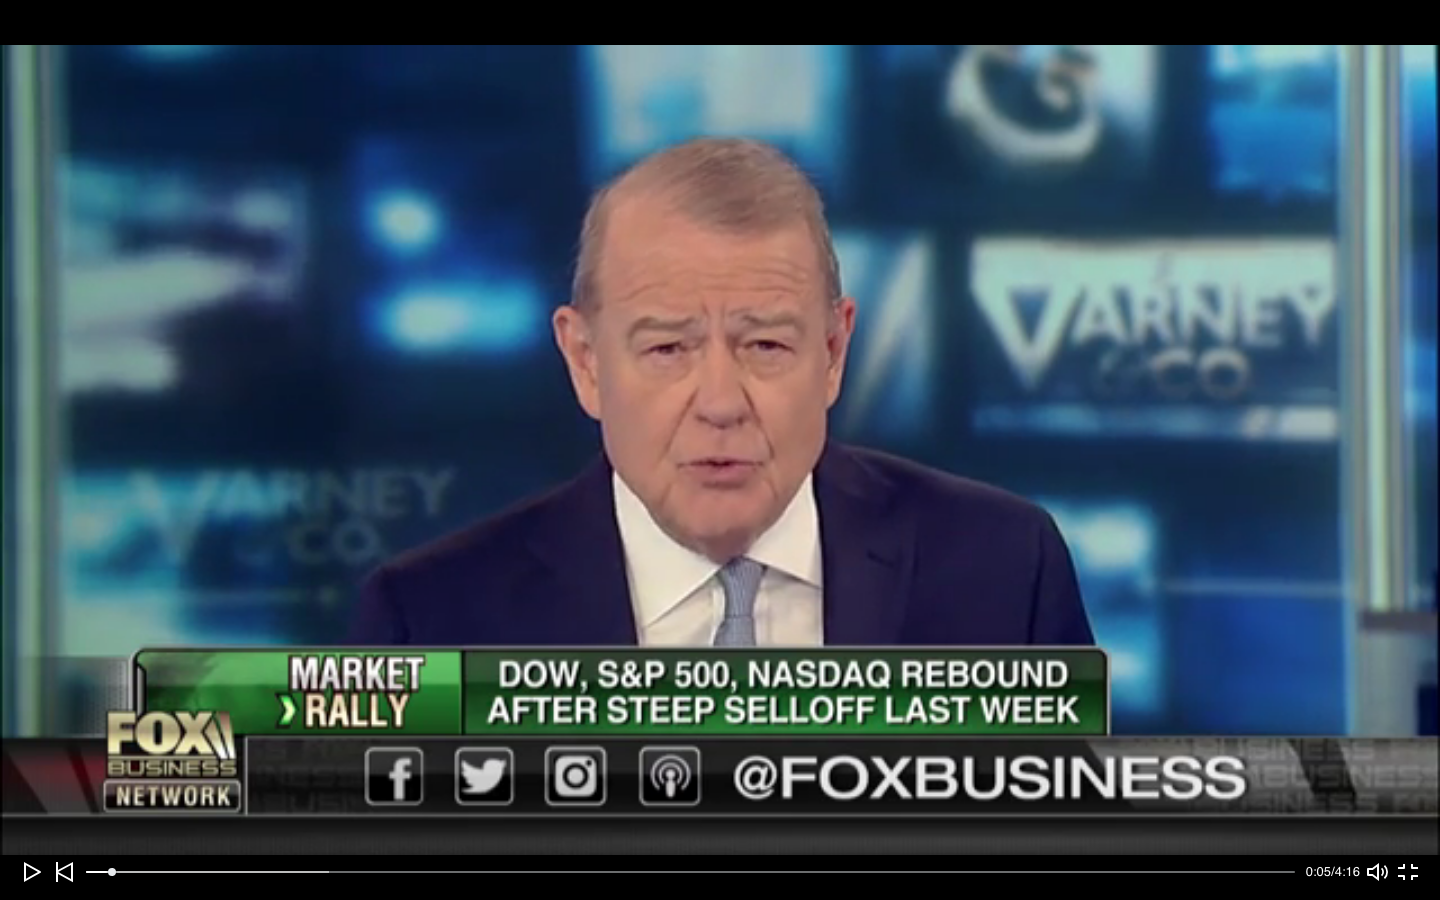 VARNEY
& CO
VARNEY
& CO.
MARKET
RALLY
DOW, S&P 500, NASDAQ REBOUND
AFTER STEEP SELLOFF LAST WEEK
FOX
BUSINESS
NETWORK
@FOXBUSINESS
0:05/4:16